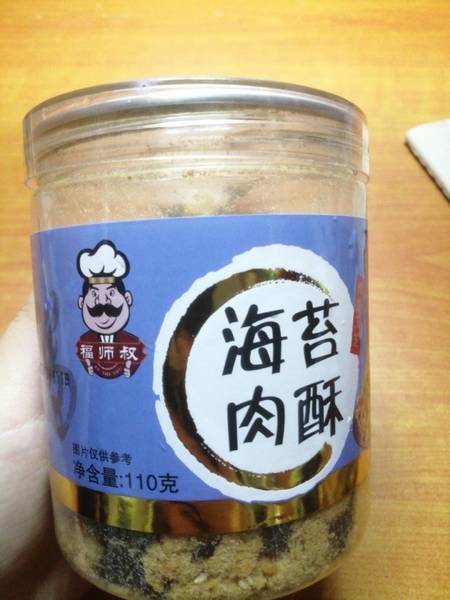 福师叔
海苔
肉酥
图片仅供参考
净含量:110克